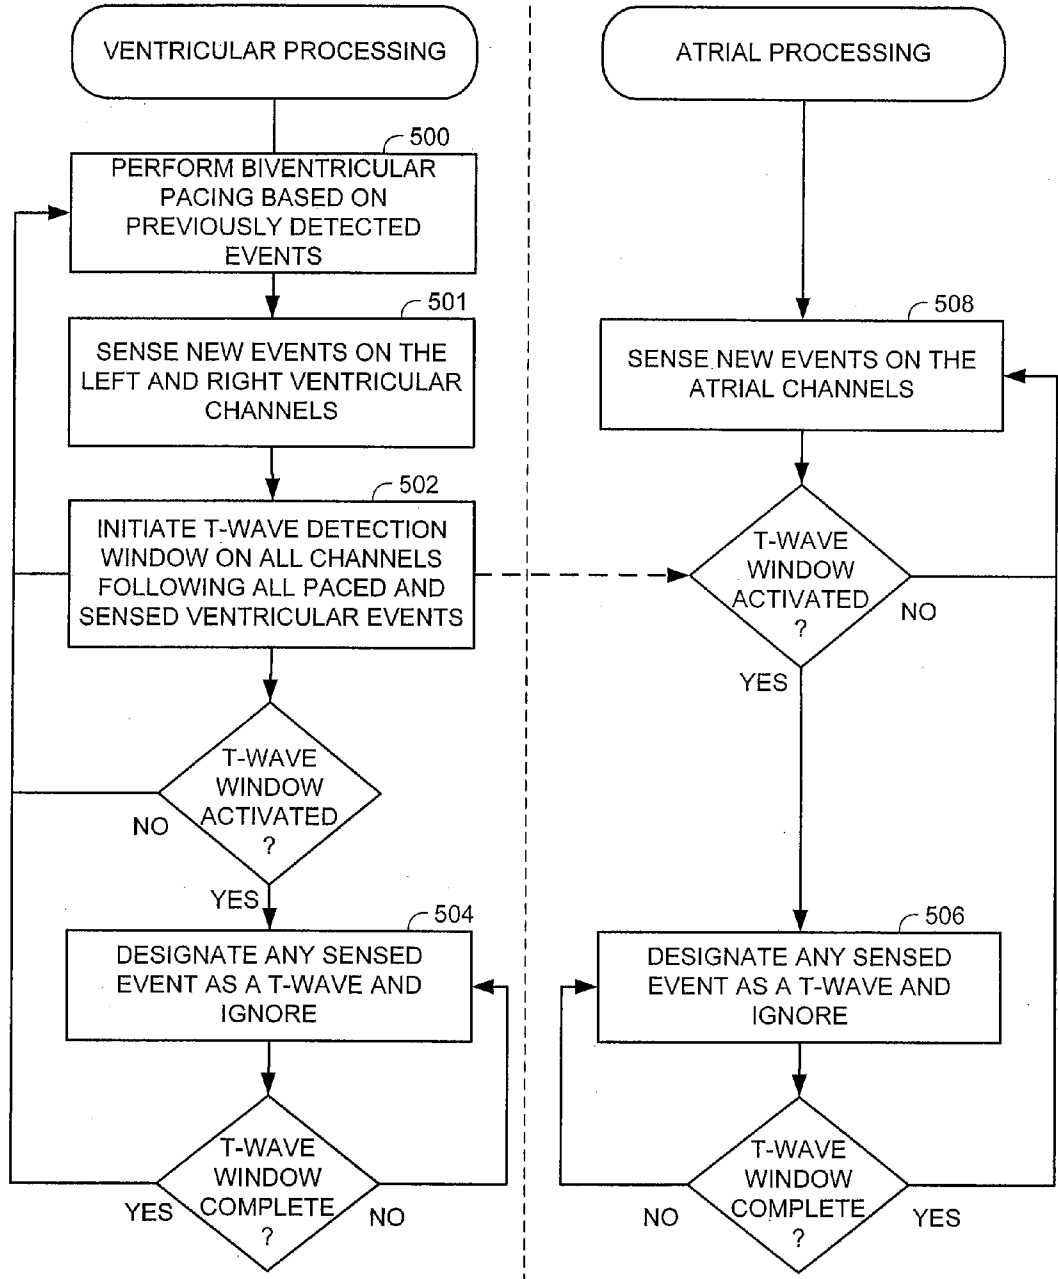 VENTRICULAR PROCESSING
500
PERFORM BIVENTRICULAR
PACING BASED ON
PREVIOUSLY DETECTED
EVENTS
501
SENSE NEW EVENTS ON THE
LEFT AND RIGHT VENTRICULAR
CHANNELS
502
INITIATE T-WAVE DETECTION
WINDOW ON ALL CHANNELS
FOLLOWING ALL PACED AND
SENSED VENTRICULAR EVENTS
T-WAVE
WINDOW
ACTIVATED
?
NO
YES
504
DESIGNATE ANY SENSED
EVENT AS A T-WAVE AND
IGNORE
T-WAVE
WINDOW
COMPLETE
?
YES
NO
ATRIAL PROCESSING
508
SENSE NEW EVENTS ON THE
ATRIAL CHANNELS
T-WAVE
WINDOW
ACTIVATED
?
NO
YES
506
DESIGNATE ANY SENSED
EVENT AS A T-WAVE AND
IGNORE
T-WAVE
WINDOW
COMPLETE
?
NO
YES